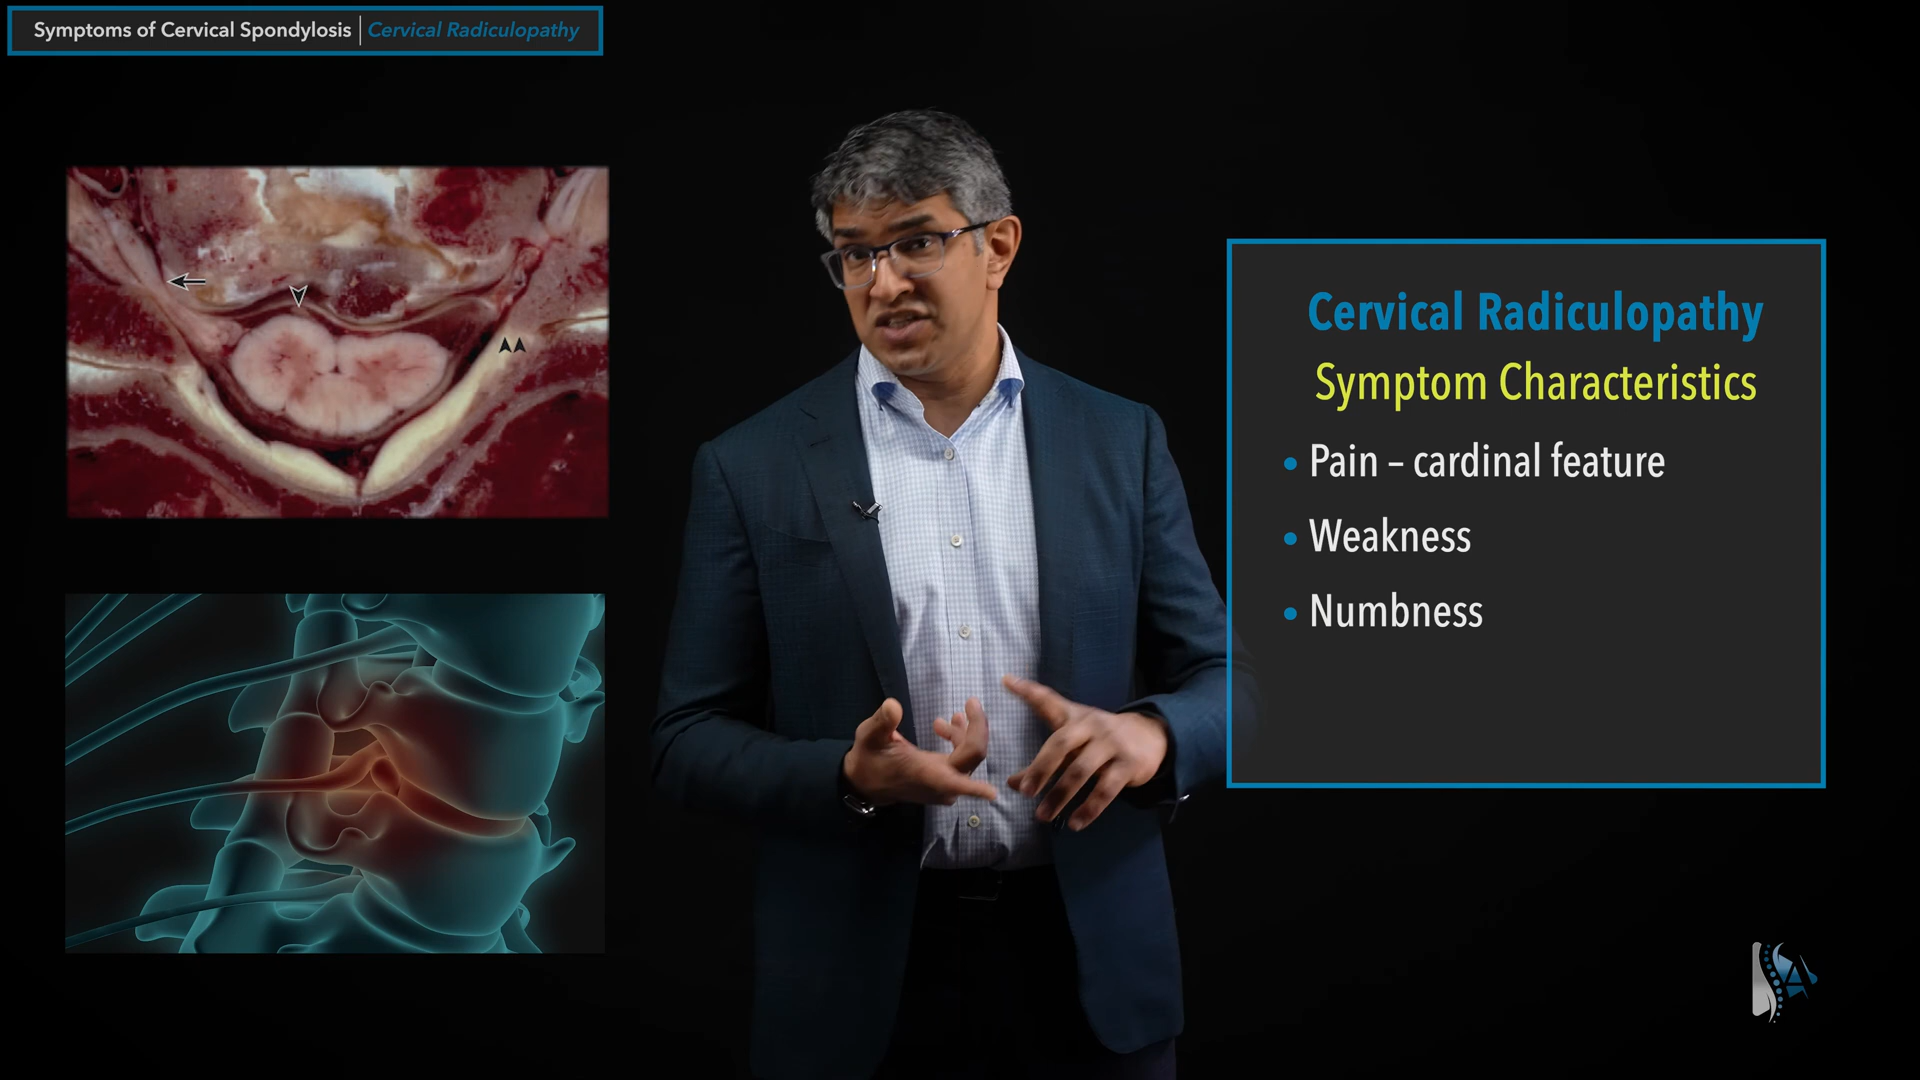 Symptoms of Cervical Spondylosis | Cervical Radiculopathy
Cervical Radiculopathy
Symptom Characteristics
• Pain – cardinal feature
• Weakness
• Numbness
A